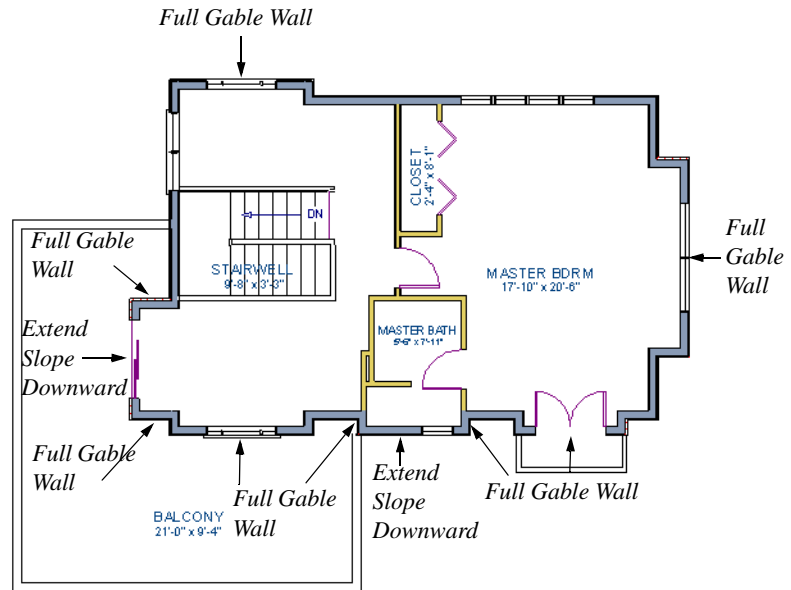 Full Gable Wall
CLOSET
2'-4" x 8'-1"
DN
Full Gable
Wall
STAIRWELL
9'-8" x 3'-3"
MASTER BDRM
17'-10" x 20'-6"
Full
Gable
Wall
Extend
Slope
Downward
MASTER BATH
x 7'-11"
Full Gable
Wall
Full Gable
Wall
Extend
Slope
Downward
Full Gable Wall
BALCONY
21'-0" x 9'-4"